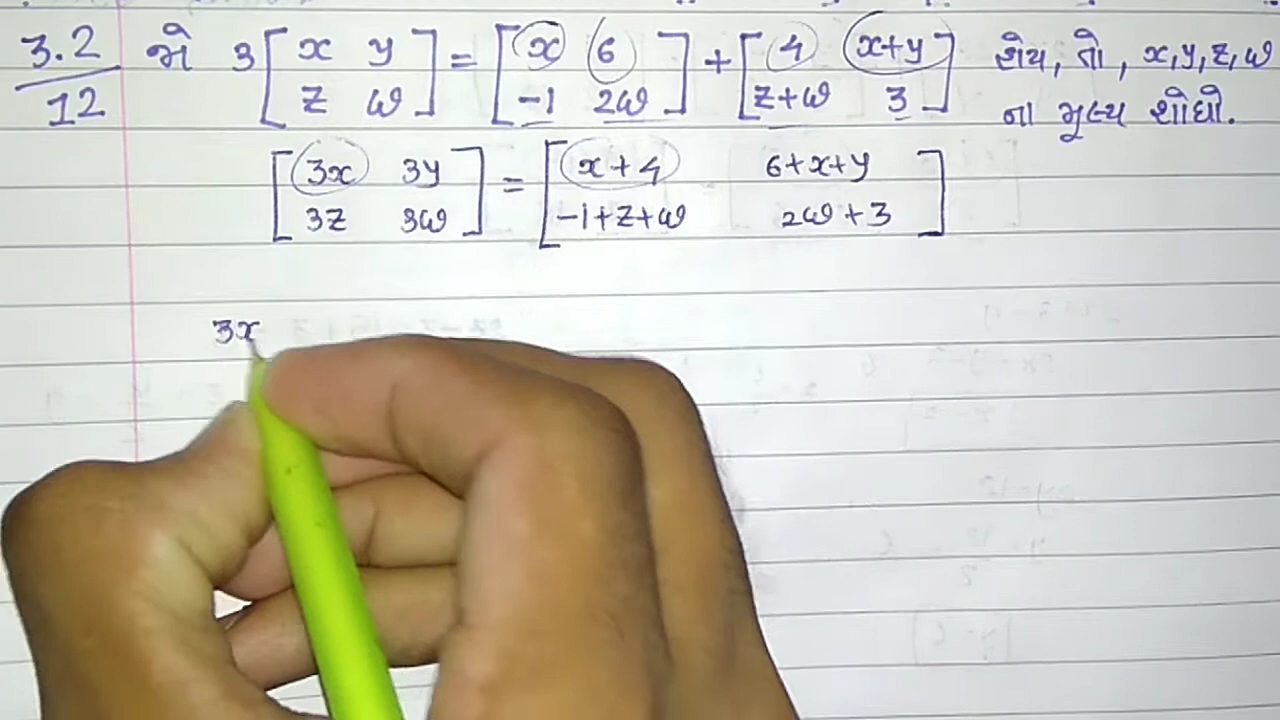 3.2/12 જો 3 [x y; z w] = [x 6; -1 2w] + [4 x+y; z+w 3] હોય, તો, x,y,z,w
ના મૂલ્ય શોધો.
[3x 3y; 3z 3w] = [x+4 6+x+y; -1+z+w 2w+3]
3x